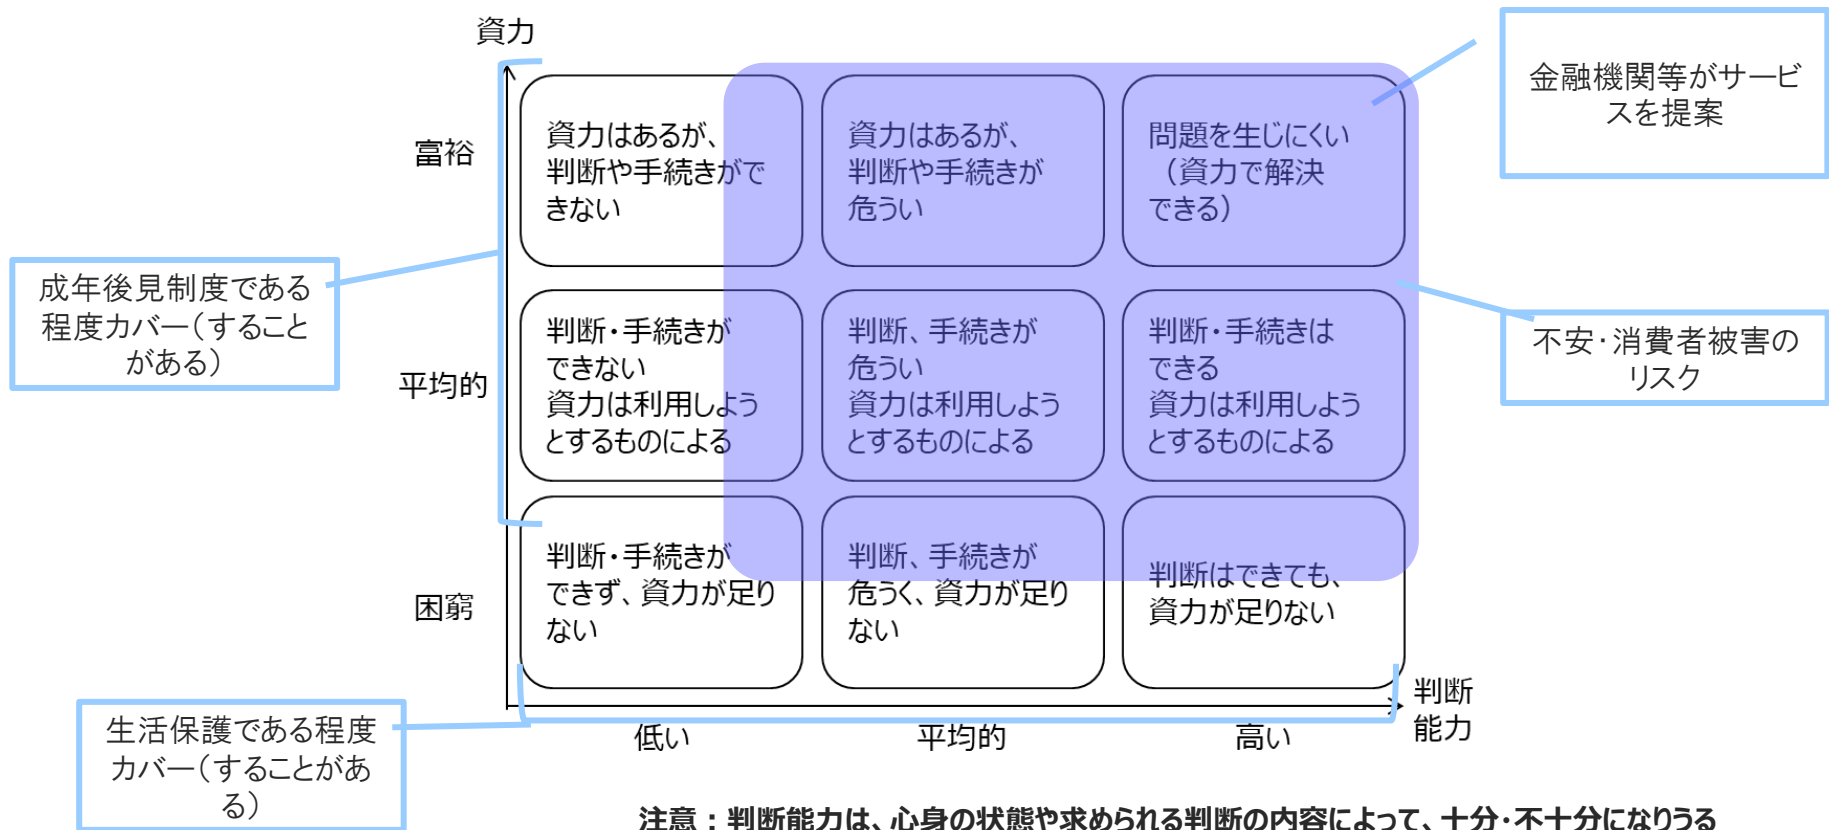 資力
金融機関等がサービ
スを提案
富裕
資力はあるが、
判断や手続きがで
きない
資力はあるが、
判断や手続きが
危うい
問題を生じにくい
（資力で解決
できる）
成年後見制度である
程度カバー（すること
がある）
平均的
判断・手続きが
できない
資力は利用しよう
とするものによる
判断、手続きが
危うい
資力は利用しよう
とするものによる
判断・手続きは
できる
資力は利用しよう
とするものによる
不安・消費者被害の
リスク
困窮
判断・手続きが
できず、資力が足り
ない
判断、手続きが
危うく、資力が足り
ない
判断はできても、
資力が足りない
判断
能力
低い
平均的
高い
生活保護である程度
カバー（することがあ
る）
注意：判断能力は、心身の状態や求められる判断の内容によって、十分・不十分になりうる